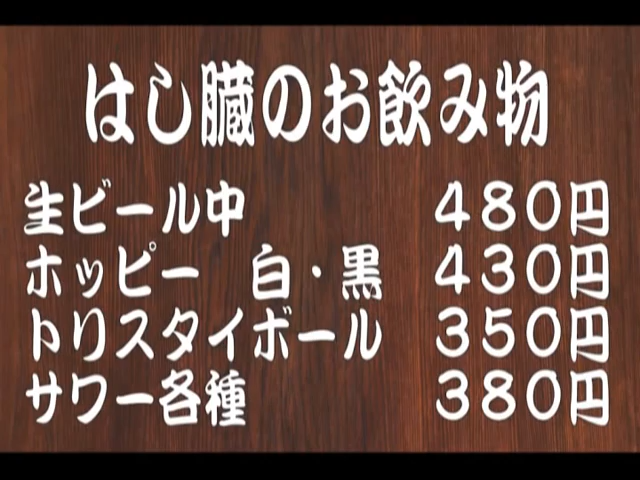 はし臓のお飲み物
生ビール中 480円
ホッピー 白・黒 430円
トリスタイボール 350円
サワー各種 380円